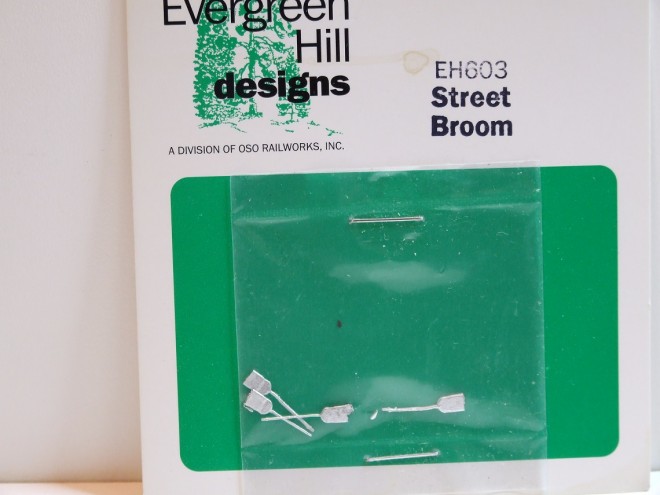 Evergreen
Hill
designs
A DIVISION OF OSO RAILWORKS, INC.
EH603
Street
Broom